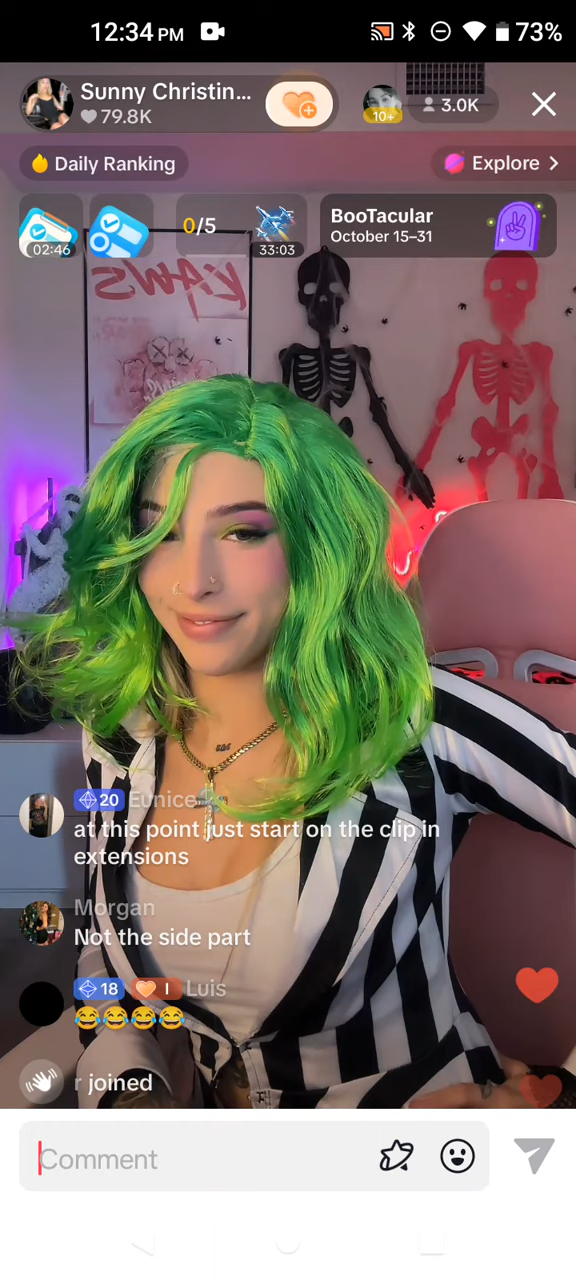 12:34 PM
73%
Sunny Christin...
79.8K
10+
3.0K
Daily Ranking
Explore
02:46
0/5
33:03
BooTacular
October 15–31
KAWS
20 Eunice
at this point just start on the clip in
extensions
Morgan
Not the side part
18 I Luis
😂😂😂😂
r joined
Comment